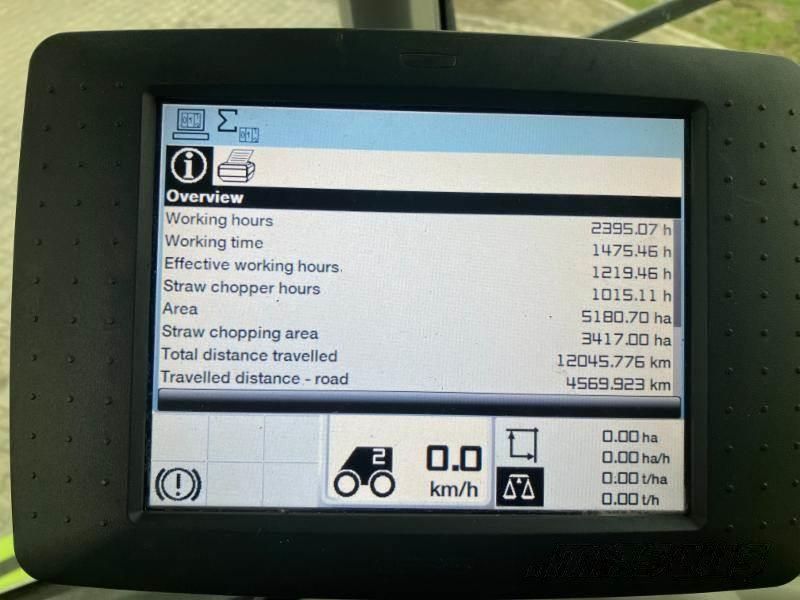 Σ
Overview
Working hours 2395.07 h
Working time 1475.46 h
Effective working hours 1219.46 h
Straw chopper hours 1015.11 h
Area 5180.70 ha
Straw chopping area 3417.00 ha
Total distance travelled 12045.776 km
Travelled distance - road 4569.923 km
2 0.0 km/h
0.00 ha
0.00 ha/h
0.00 t/ha
0.00 t/h